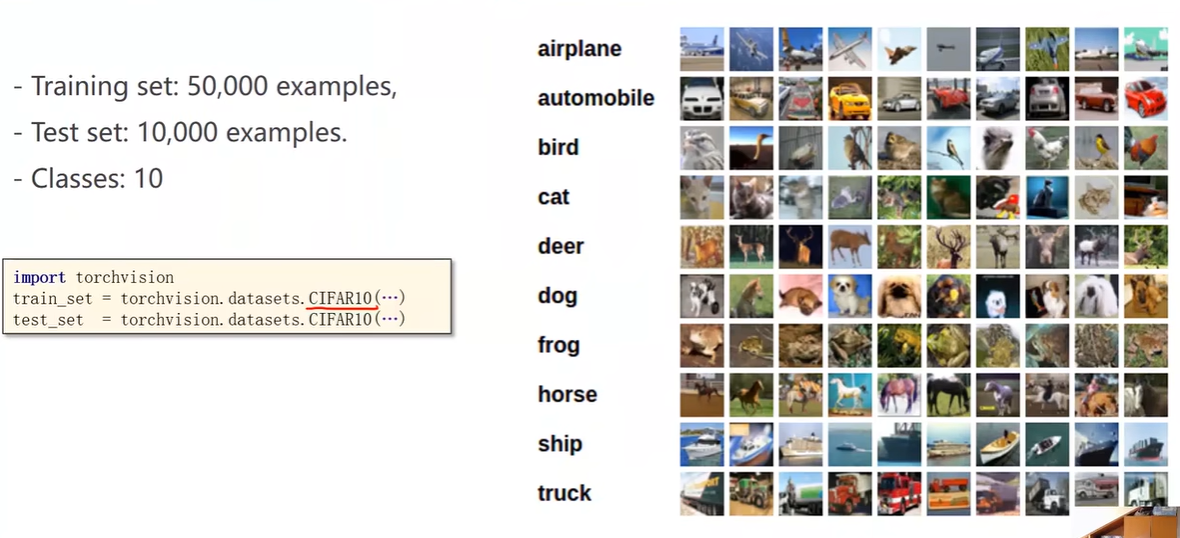 - Training set: 50,000 examples,
- Test set: 10,000 examples.
- Classes: 10
import torchvision
train_set = torchvision.datasets.CIFAR10(⋯)
test_set  = torchvision.datasets.CIFAR10(⋯)
airplane
automobile
bird
cat
deer
dog
frog
horse
ship
truck